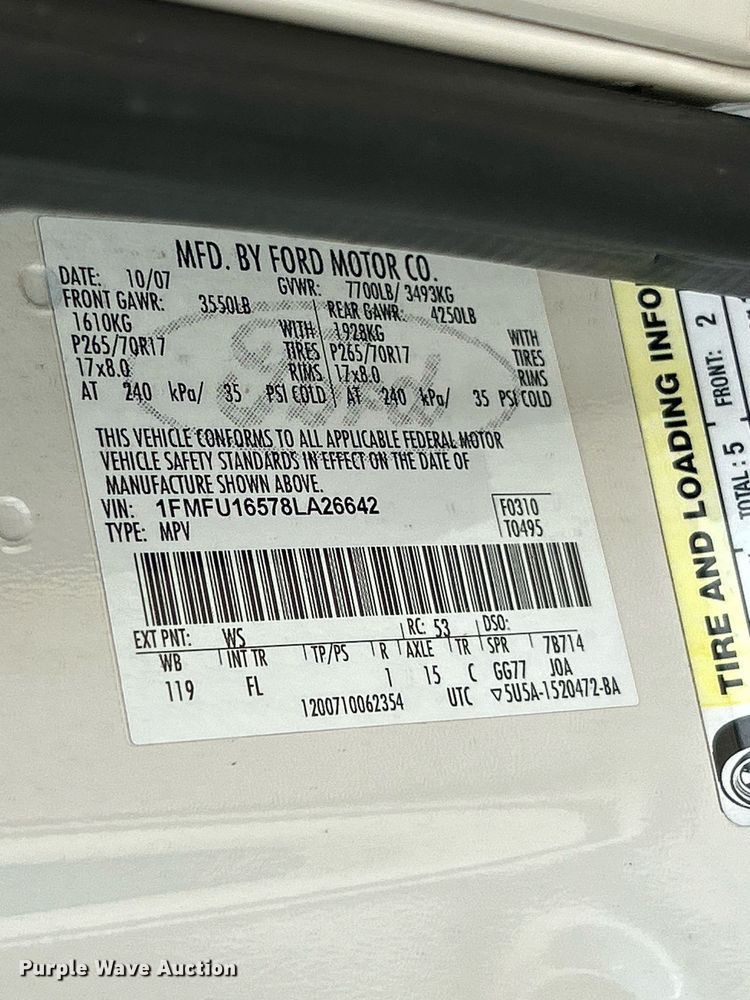 MFD. BY FORD MOTOR CO.
DATE: 10/07 GVWR: 7700LB/ 3493KG
FRONT GAWR: 3550LB REAR GAWR: 4250LB
1610KG WITH 1928KG WITH
P265/70R17 TIRES P265/70R17 TIRES
17x8.0 RIMS 17x8.0 RIMS
AT 240 kPa/ 35 PSI COLD AT 240 kPa/ 35 PSI COLD
Ford
THIS VEHICLE CONFORMS TO ALL APPLICABLE FEDERAL MOTOR
VEHICLE SAFETY STANDARDS IN EFFECT ON THE DATE OF
MANUFACTURE SHOWN ABOVE.
VIN: 1FMFU16578LA26642 F0310
TYPE: MPV T0495
EXT PNT: WS RC: 53 DSO:
WB INT TR TP/PS R AXLE TR SPR 7B714
119 FL 1 15 C GG77 J0A
1200710062354 UTC ▽5U5A-1520472-BA
TIRE AND LOADING INFO
TOTAL: 5 FRONT: 2
Purple Wave Auction